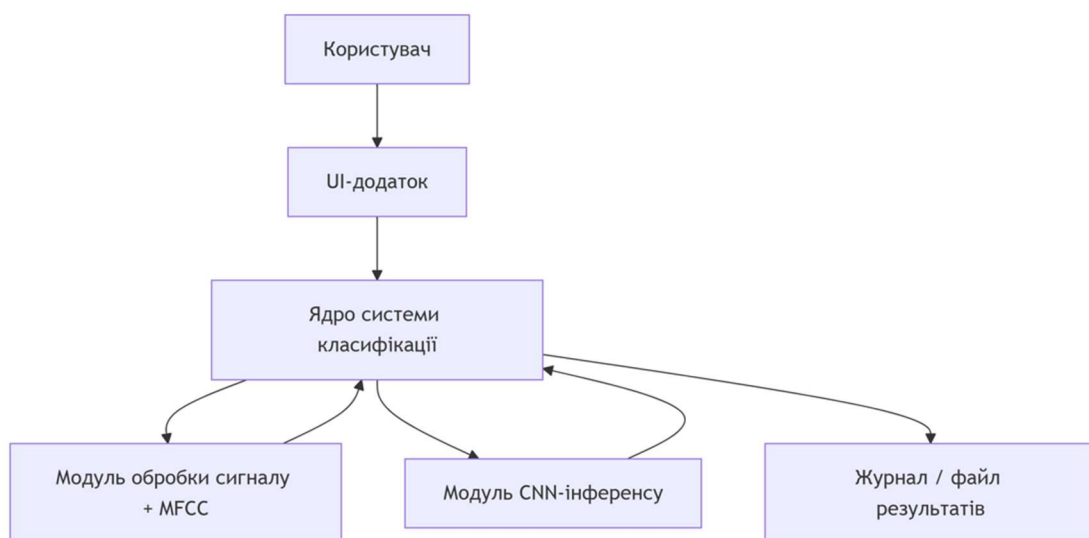 Користувач
UI-додаток
Ядро системи
класифікації
Модуль обробки сигналу
+ MFCC
Модуль CNN-інференсу
Журнал / файл
результатів